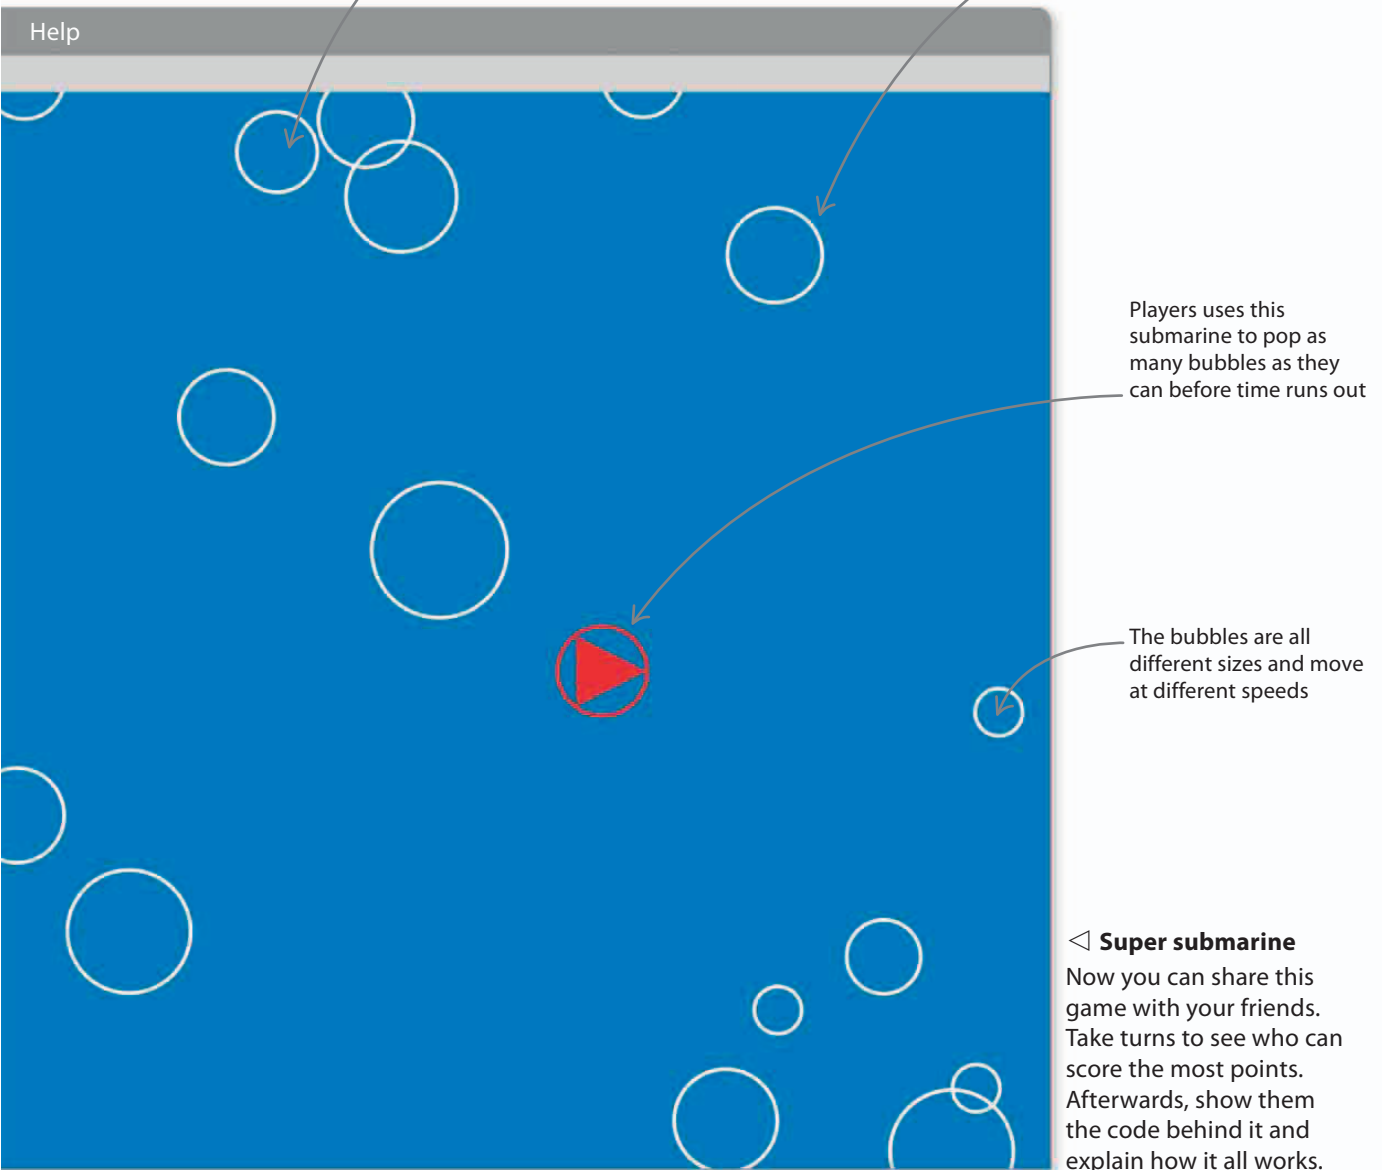 Help
Players uses this
submarine to pop as
many bubbles as they
can before time runs out
The bubbles are all
different sizes and move
at different speeds
◁ Super submarine
Now you can share this
game with your friends.
Take turns to see who can
score the most points.
Afterwards, show them
the code behind it and
explain how it all works.